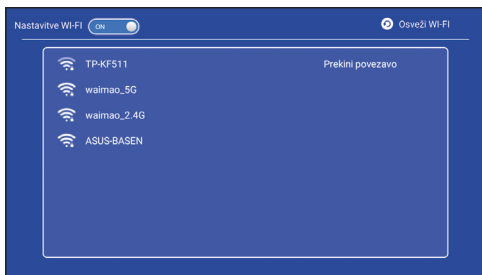 Nastavitve WI-FI ON Osveži WI-FI
TP-KF511 Prekini povezavo
waimao_5G
waimao_2.4G
ASUS-BASEN